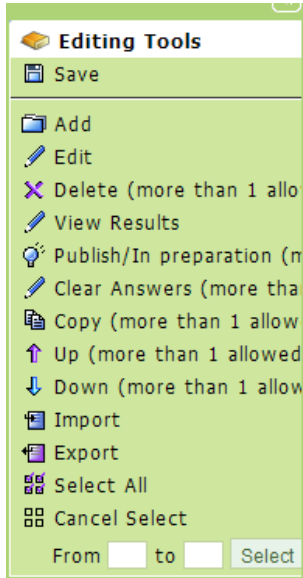 Editing Tools
Save
Add
Edit
Delete (more than 1 allo
View Results
Publish/In preparation (m
Clear Answers (more tha
Copy (more than 1 allow
Up (more than 1 allowed
Down (more than 1 allow
Import
Export
Select All
Cancel Select
From to Select